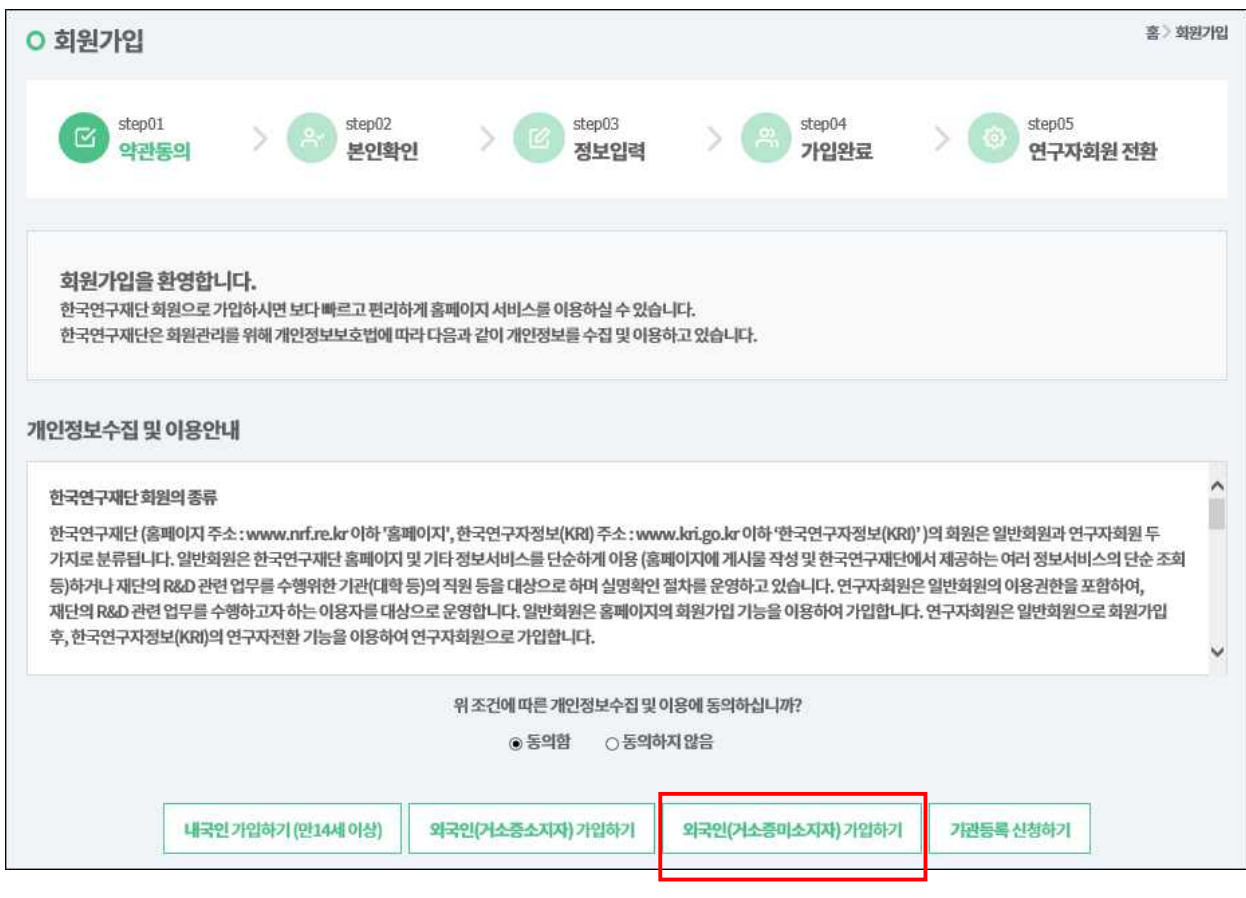 회원가입
홈 > 회원가입
step01
약관동의
step02
본인확인
step03
정보입력
step04
가입완료
step05
연구자회원 전환
회원가입을 환영합니다.
한국연구재단 회원으로 가입하시면 보다 빠르고 편리하게 홈페이지 서비스를 이용하실 수 있습니다.
한국연구재단은 회원관리를 위해 개인정보보호법에 따라 다음과 같이 개인정보를 수집 및 이용하고 있습니다.
개인정보수집 및 이용안내
한국연구재단 회원의 종류
한국연구재단 (홈페이지 주소 : www.nrf.re.kr 이하 '홈페이지', 한국연구자정보(KRI) 주소 : www.kri.go.kr 이하 ‘한국연구자정보(KRI)’ )의 회원은 일반회원과 연구자회원 두
가지로 분류됩니다. 일반회원은 한국연구재단 홈페이지 및 기타 정보서비스를 단순하게 이용 (홈페이지에 게시물 작성 및 한국연구재단에서 제공하는 여러 정보서비스의 단순 조회
등)하거나 재단의 R&D 관련 업무를 수행위한 기관(대학 등)의 직원 등을 대상으로 하며 실명확인 절차를 운영하고 있습니다. 연구자회원은 일반회원의 이용권한을 포함하여,
재단의 R&D 관련 업무를 수행하고자 하는 이용자를 대상으로 운영합니다. 일반회원은 홈페이지의 회원가입 기능을 이용하여 가입합니다. 연구자회원은 일반회원으로 회원가입
후, 한국연구자정보(KRI)의 연구자전환 기능을 이용하여 연구자회원으로 가입합니다.
위 조건에 따른 개인정보수집 및 이용에 동의하십니까?
동의함 동의하지 않음
내국인 가입하기 (만14세 이상)
외국인(거소증소지자) 가입하기
외국인(거소증미소지자) 가입하기
기관등록 신청하기